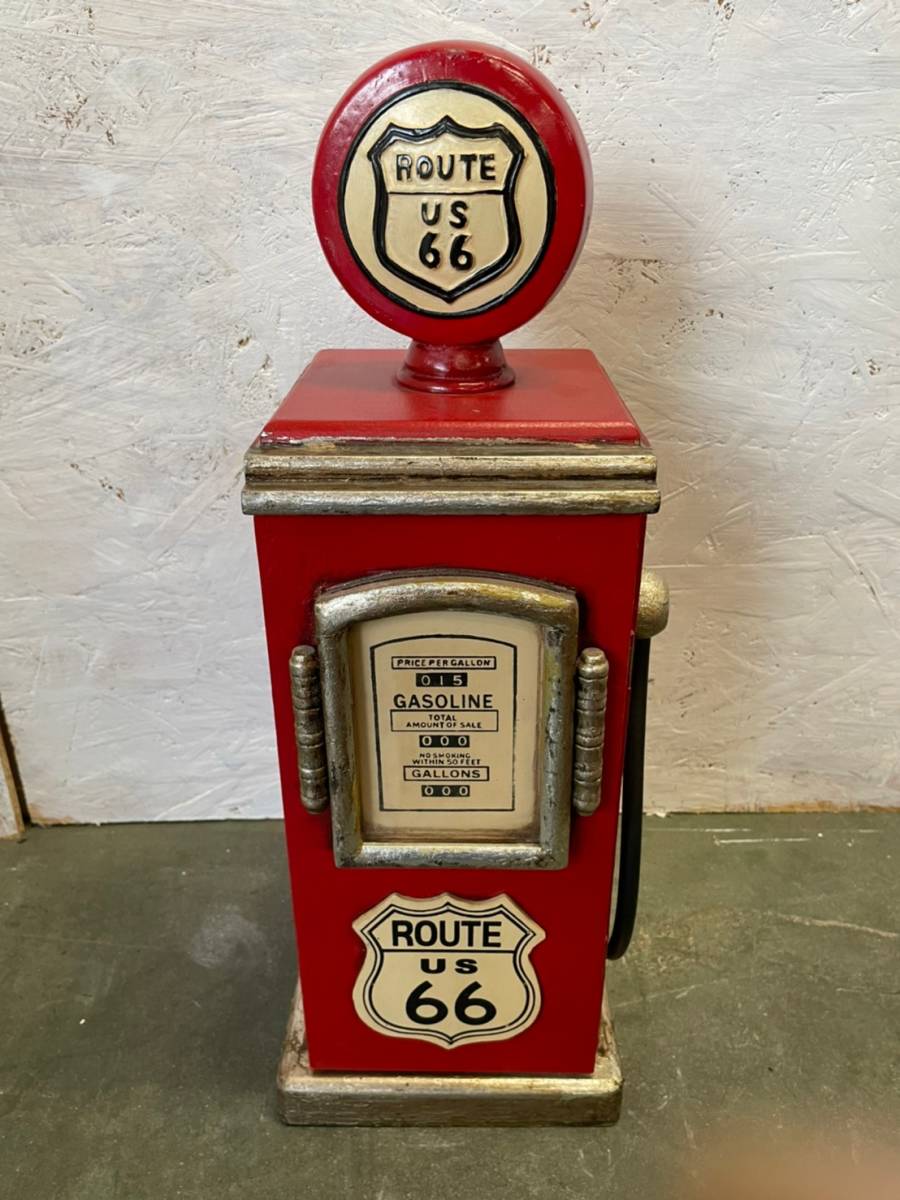 ROUTE
US
66
PRICE PER GALLON
015
GASOLINE
TOTAL
AMOUNT OF SALE
000
NO SMOKING
WITHIN 50 FEET
GALLONS
000
ROUTE
US
66